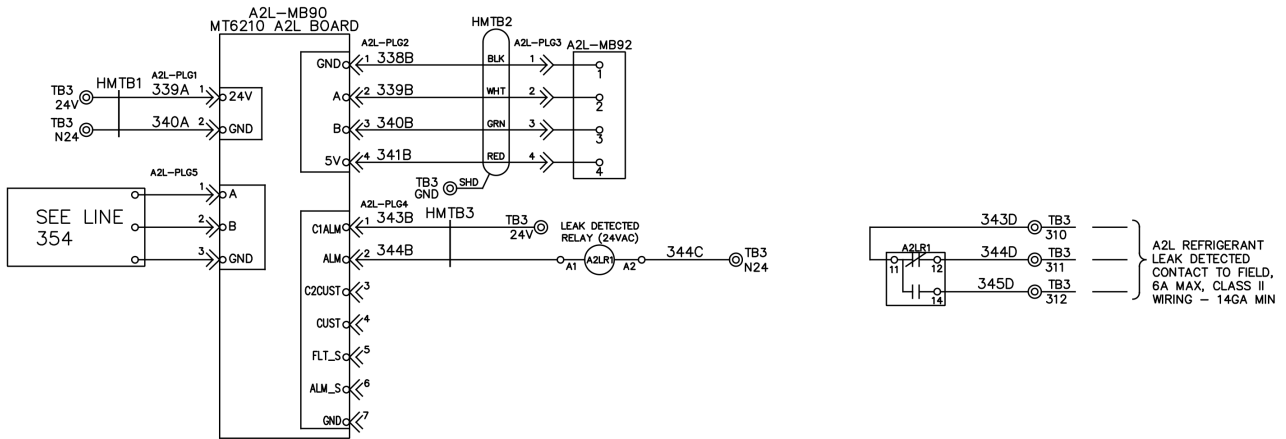 A2L-MB90
MT6210 A2L BOARD
HMTB2
A2L-PLG2
A2L-PLG3
A2L-MB92
GND 1 338B BLK 1 1
A 2 339B WHT 2 2
B 3 340B GRN 3 3
5V 4 341B RED 4 4
TB3 GND SHD
A2L-PLG1
HMTB1
TB3 24V 339A 1 24V
TB3 N24 340A 2 GND
A2L-PLG5
SEE LINE
354
1 A
2 B
3 GND
A2L-PLG4
HMTB3
C1ALM 1 343B TB3 24V
LEAK DETECTED
RELAY (24VAC)
ALM 2 344B A1 A2LR1 A2 344C TB3 N24
C2CUST 3
CUST 4
FLT_S 5
ALM_S 6
GND 7
343D TB3 310
A2LR1
11 12 344D TB3 311
14 345D TB3 312
A2L REFRIGERANT
LEAK DETECTED
CONTACT TO FIELD,
6A MAX, CLASS II
WIRING – 14GA MIN